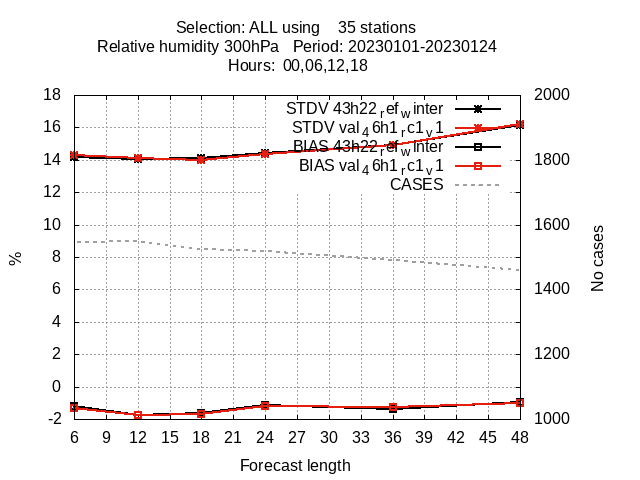 Selection: ALL using    35 stations
Relative humidity 300hPa   Period: 20230101-20230124
Hours:  00,06,12,18
STDV 43h22_ref_winter
STDV val_46h1_rc1_v1
BIAS 43h22_ref_winter
BIAS val_46h1_rc1_v1
CASES
18
16
14
12
10
8
6
4
2
0
-2
%
2000
1800
1600
1400
1200
1000
No cases
6 9 12 15 18 21 24 27 30 33 36 39 42 45 48
Forecast length